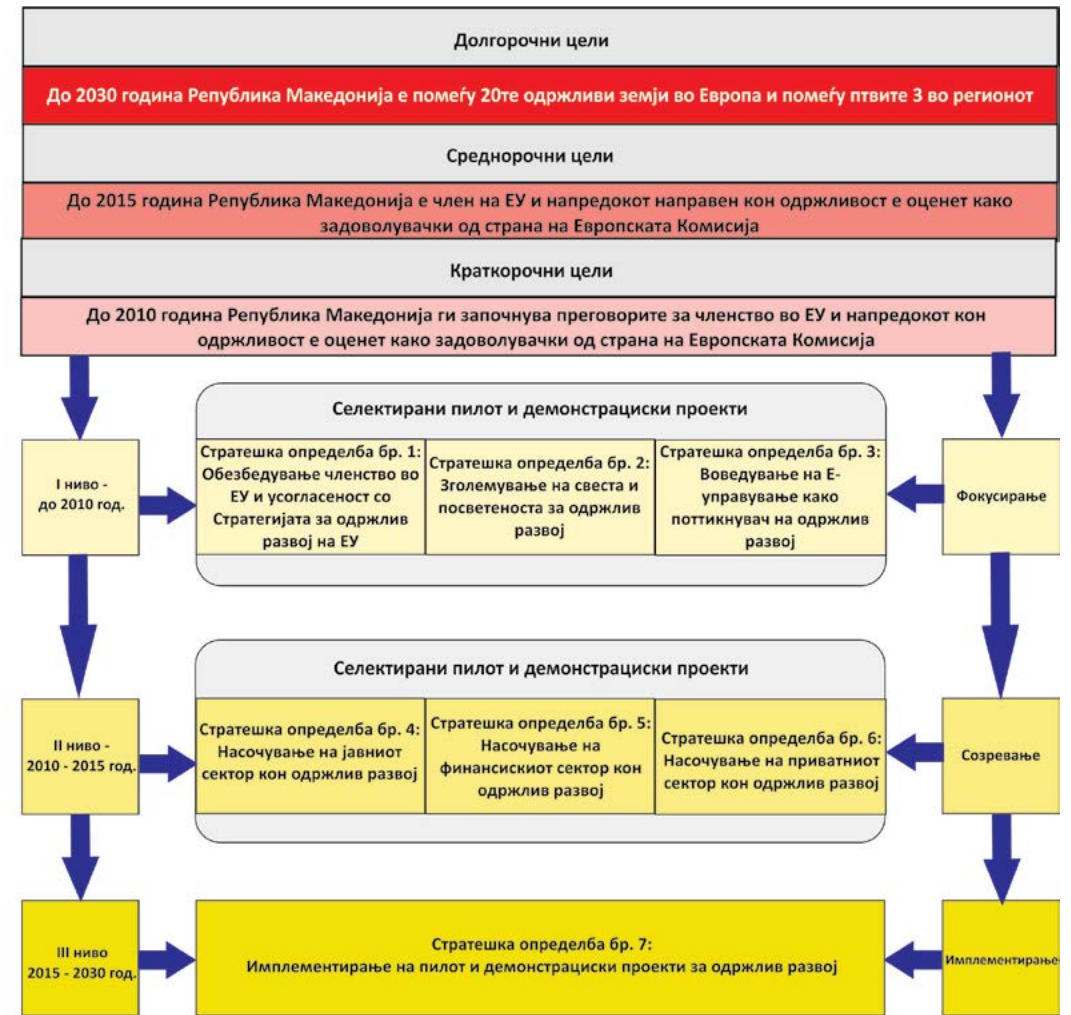 Долгорочни цели
До 2030 година Република Македонија е помеѓу 20те одржливи земји во Европа и помеѓу птвите 3 во регионот
Среднорочни цели
До 2015 година Република Македонија е член на ЕУ и напредокот направен кон одржливост е оценет како
задоволувачки од страна на Европската Комисија
Краткорочни цели
До 2010 година Република Македонија ги започнува преговорите за членство во ЕУ и напредокот кон
одржливост е оценет како задоволувачки од страна на Европската Комисија
I ниво -
до 2010 год.
Селектирани пилот и демонстрациски проекти
Стратешка определба бр. 1:
Обезбедување членство во
ЕУ и усогласеност со
Стратегијата за одржлив
развој на ЕУ
Стратешка определба бр. 2:
Зголемување на свеста и
посветеноста за одржлив
развој
Стратешка определба бр. 3:
Воведување на Е-
управување како
поттикнувач на одржлив
развој
Фокусирање
II ниво -
2010 - 2015 год.
Селектирани пилот и демонстрациски проекти
Стратешка определба бр. 4:
Насочување на јавниот
сектор кон одржлив развој
Стратешка определба бр. 5:
Насочување на
финансискиот сектор кон
одржлив развој
Стратешка определба бр. 6:
Насочување на приватниот
сектор кон одржлив развој
Созревање
III ниво
2015 - 2030 год.
Стратешка определба бр. 7:
Имплементирање на пилот и демонстрациски проекти за одржлив развој
Имплементирање